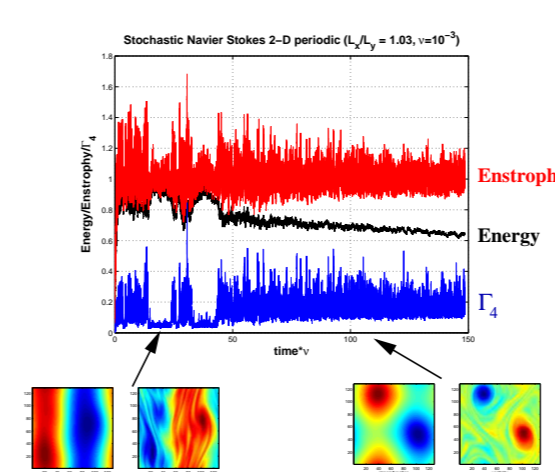 Stochastic Navier Stokes 2−D periodic (Lx/Ly = 1.03, ν=10−3)
1.8
1.6
1.4
1.2
1
0.8
0.6
0.4
0.2
0
Energy/Enstrophy/Γ4
0 50 100 150
time*ν
Enstroph
Energy
Γ4